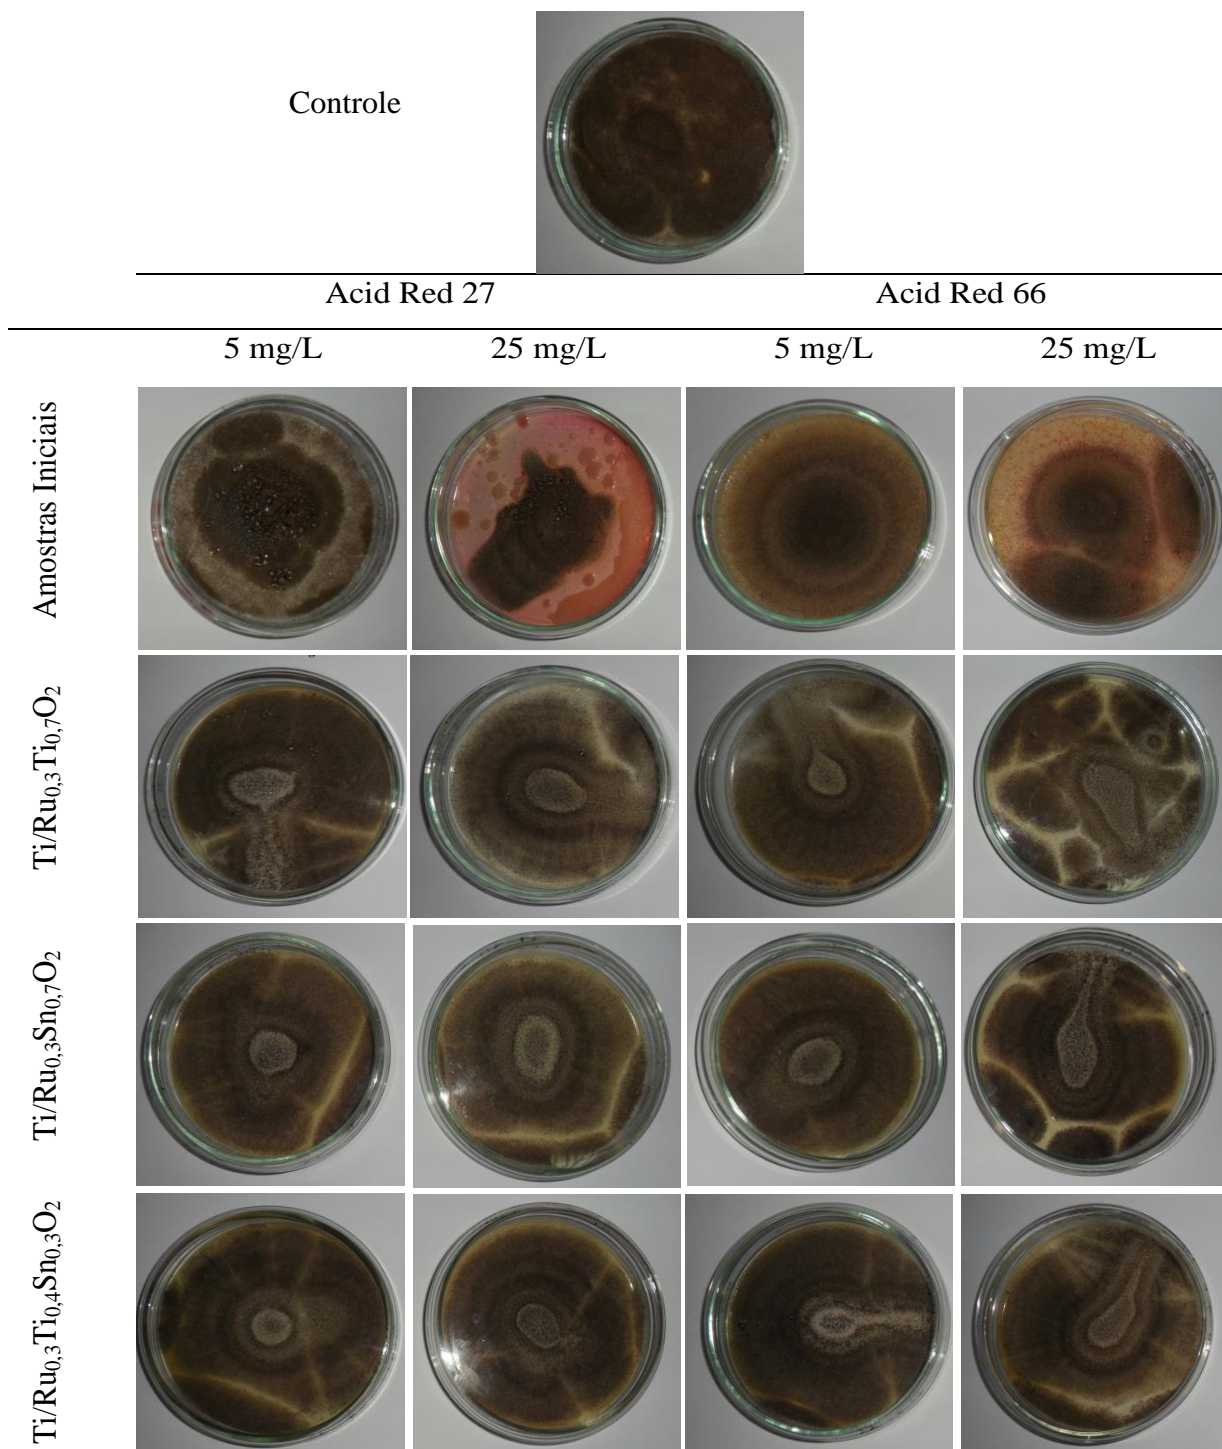 Controle
Acid Red 27 Acid Red 66
5 mg/L 25 mg/L 5 mg/L 25 mg/L
Amostras Iniciais
Ti/Ru0,3Ti0,7O2
Ti/Ru0,3Sn0,7O2
Ti/Ru0,3Ti0,4Sn0,3O2